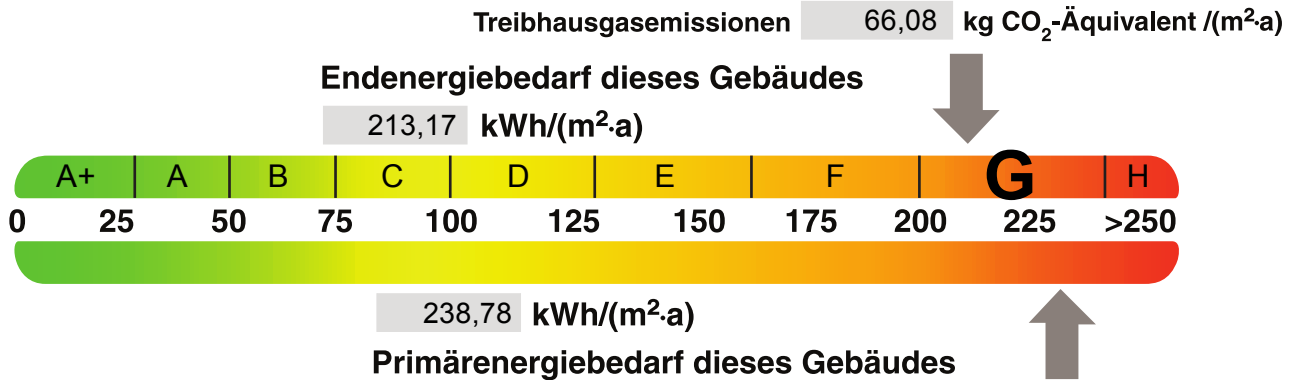 Treibhausgasemissionen 66,08 kg CO₂-Äquivalent /(m²·a)
Endenergiebedarf dieses Gebäudes
213,17 kWh/(m²·a)
A+ A B C D E F G H
0 25 50 75 100 125 150 175 200 225 >250
238,78 kWh/(m²·a)
Primärenergiebedarf dieses Gebäudes